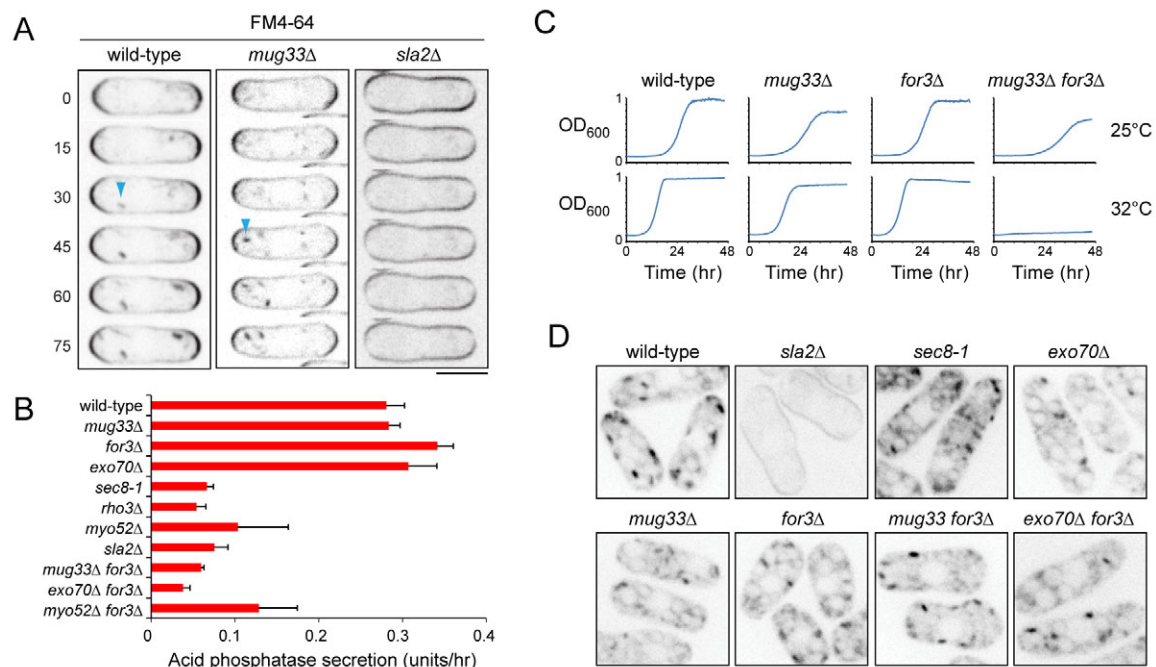 A
FM4-64
wild-type mug33Δ sla2Δ
0
15
30
45
60
75
B
wild-type
mug33Δ
for3Δ
exo70Δ
sec8-1
rho3Δ
myo52Δ
sla2Δ
mug33Δ for3Δ
exo70Δ for3Δ
myo52Δ for3Δ
0 0.1 0.2 0.3 0.4
Acid phosphatase secretion (units/hr)
C
wild-type mug33Δ for3Δ mug33Δ for3Δ
1
OD600
0
25°C
1
OD600
0
32°C
0 24 48 0 24 48 0 24 48 0 24 48
Time (hr) Time (hr) Time (hr) Time (hr)
D
wild-type sla2Δ sec8-1 exo70Δ
mug33Δ for3Δ mug33 for3Δ exo70Δ for3Δ